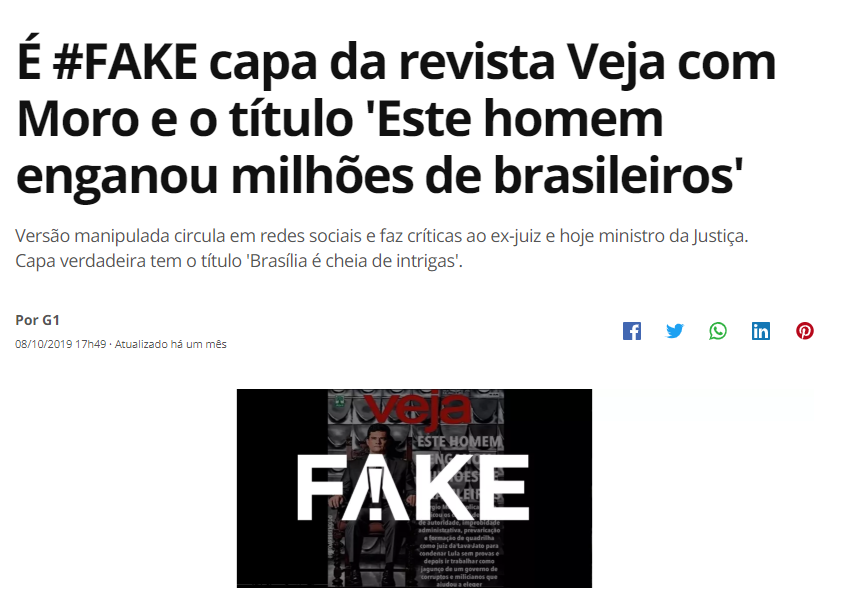 É #FAKE capa da revista Veja com
Moro e o título 'Este homem
enganou milhões de brasileiros'
Versão manipulada circula em redes sociais e faz críticas ao ex-juiz e hoje ministro da Justiça.
Capa verdadeira tem o título 'Brasília é cheia de intrigas'.
Por G1
08/10/2019 17h49 · Atualizado há um mês
veja
ESTE HOMEM
FAKE
de autoridade, improbidade
administrativa, prevaricação
e formação de quadrilha
como juiz da Lava-Jato para
condenar Lula sem provas e
depois ir trabalhar como
jagunço de um governo de
corruptos e milicianos que
ajudou a eleger